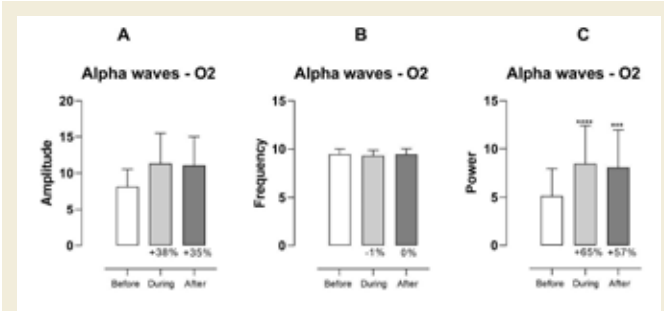 A
Alpha waves - O2
Amplitude
20
15
10
5
0
+38% +35%
Before During After
B
Alpha waves - O2
Frequency
15
10
5
0
-1% 0%
Before During After
C
Alpha waves - O2
Power
15
10
5
0
**** ***
+65% +57%
Before During After